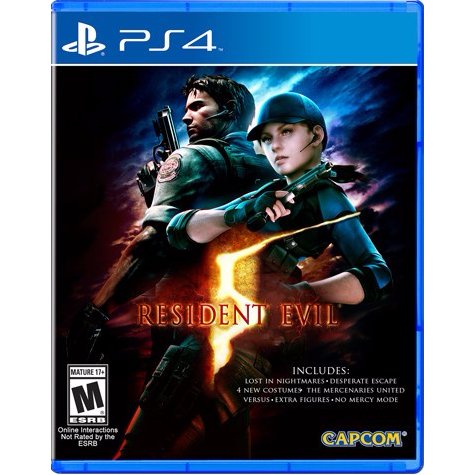 PS4
5
RESIDENT EVIL
INCLUDES:
LOST IN NIGHTMARES • DESPERATE ESCAPE
4 NEW COSTUMES • THE MERCENARIES UNITED
VERSUS • EXTRA FIGURES • NO MERCY MODE
MATURE 17+
M
ESRB
Online Interactions
Not Rated by the
ESRB
CAPCOM